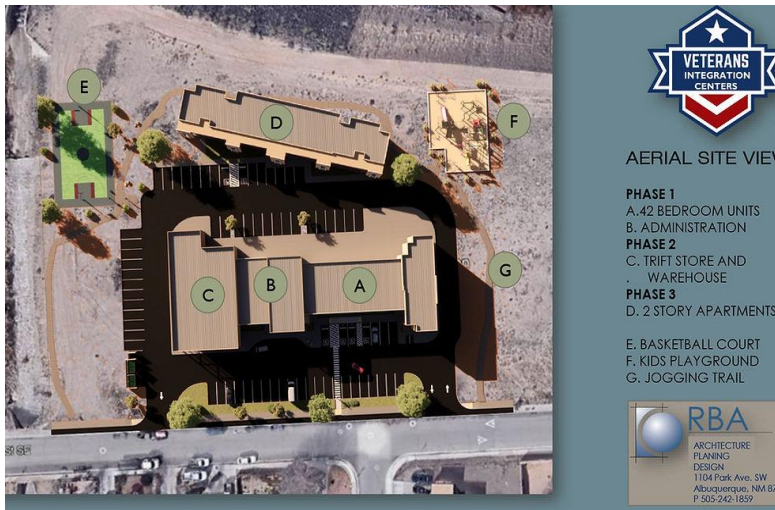 E
D
F
C
B
A
G
VETERANS
INTEGRATION
CENTERS
AERIAL SITE
PHASE 1
A.42 BEDROOM UNITS
B. ADMINISTRATION
PHASE 2
C. TRIFT STORE AND
. WAREHOUSE
PHASE 3
D. 2 STORY APARTMENTS
E. BASKETBALL COURT
F. KIDS PLAYGROUND
G. JOGGING TRAIL
RBA
ARCHTECTURE
PLANING
DESIGN
1104 Park Ave. SW
Albuquerque, NM
P 505-242-1859